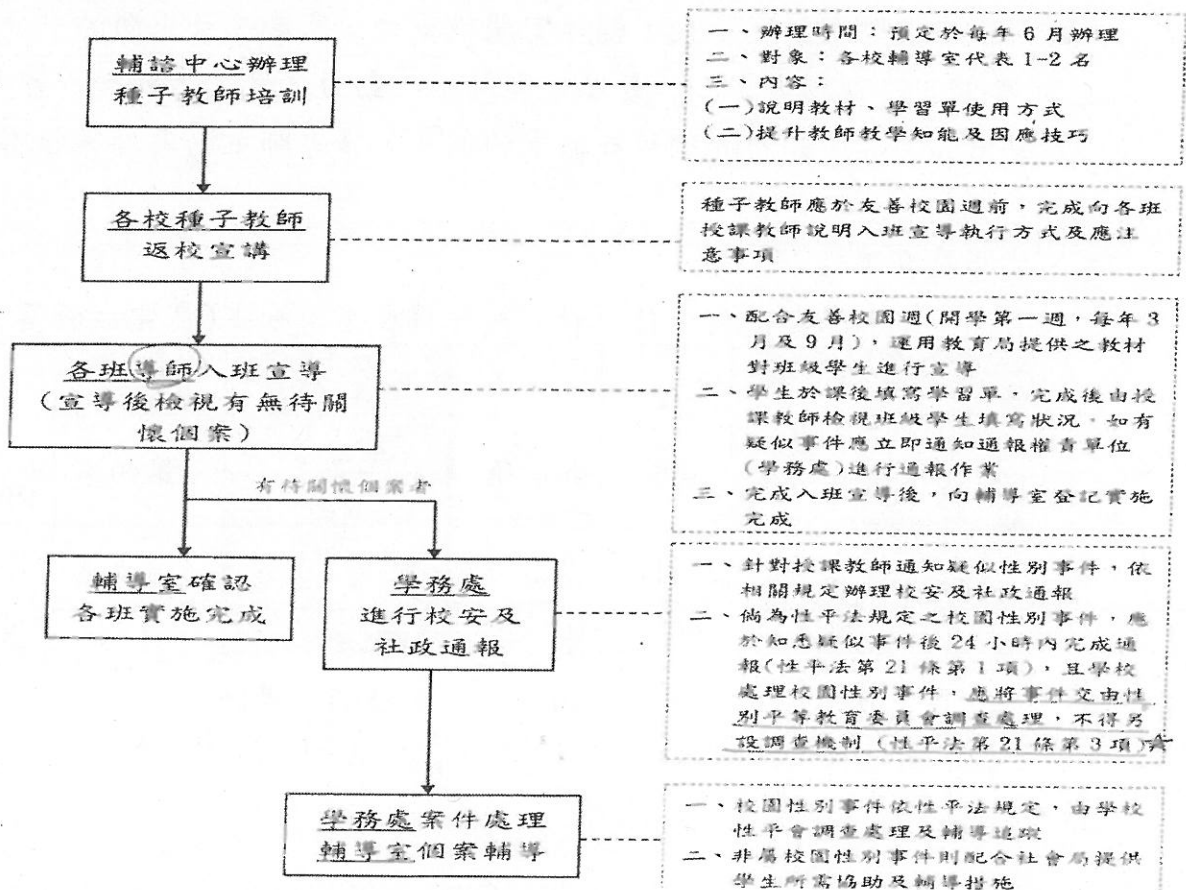 輔諮中心辦理
種子教師培訓
一、辦理時間：預定於每年 6 月辦理
二、對象：各校輔導室代表 1-2 名
三、內容：
(一)說明教材、學習單使用方式
(二)提升教師教學知能及因應技巧
各校種子教師
返校宣講
種子教師應於友善校園週前，完成向各班
授課教師說明入班宣導執行方式及應注
意事項
各班導師入班宣導
(宣導後檢視有無待關
懷個案)
一、配合友善校園週(開學第一週，每年 3
月及 9 月)，運用教育局提供之教材
對班級學生進行宣導
二、學生於課後填寫學習單，完成後由授
課教師檢視班級學生填寫狀況。如有
疑似事件應立即通知通報權責單位
(學務處)進行通報作業
三、完成入班宣導後，向輔導室登記實施
完成
有待關懷個案者
輔導室確認
各班實施完成
學務處
進行校安及
社政通報
一、針對授課教師通知疑似性別事件，依
相關規定辦理校安及社政通報
二、倘為性平法規定之校園性別事件，應
於知悉疑似事件後 24 小時內完成通
報(性平法第 21 條第 1 項)，且學校
處理校園性別事件，應將事件交由性
別平等教育委員會調查處理，不得另
設調查機制 (性平法第 21 條第 3 項)☆
學務處案件處理
輔導室個案輔導
一、校園性別事件依性平法規定，由學校
性平會調查處理及輔導追蹤
二、非屬校園性別事件則配合社會局提供
學生所需協助及輔導措施